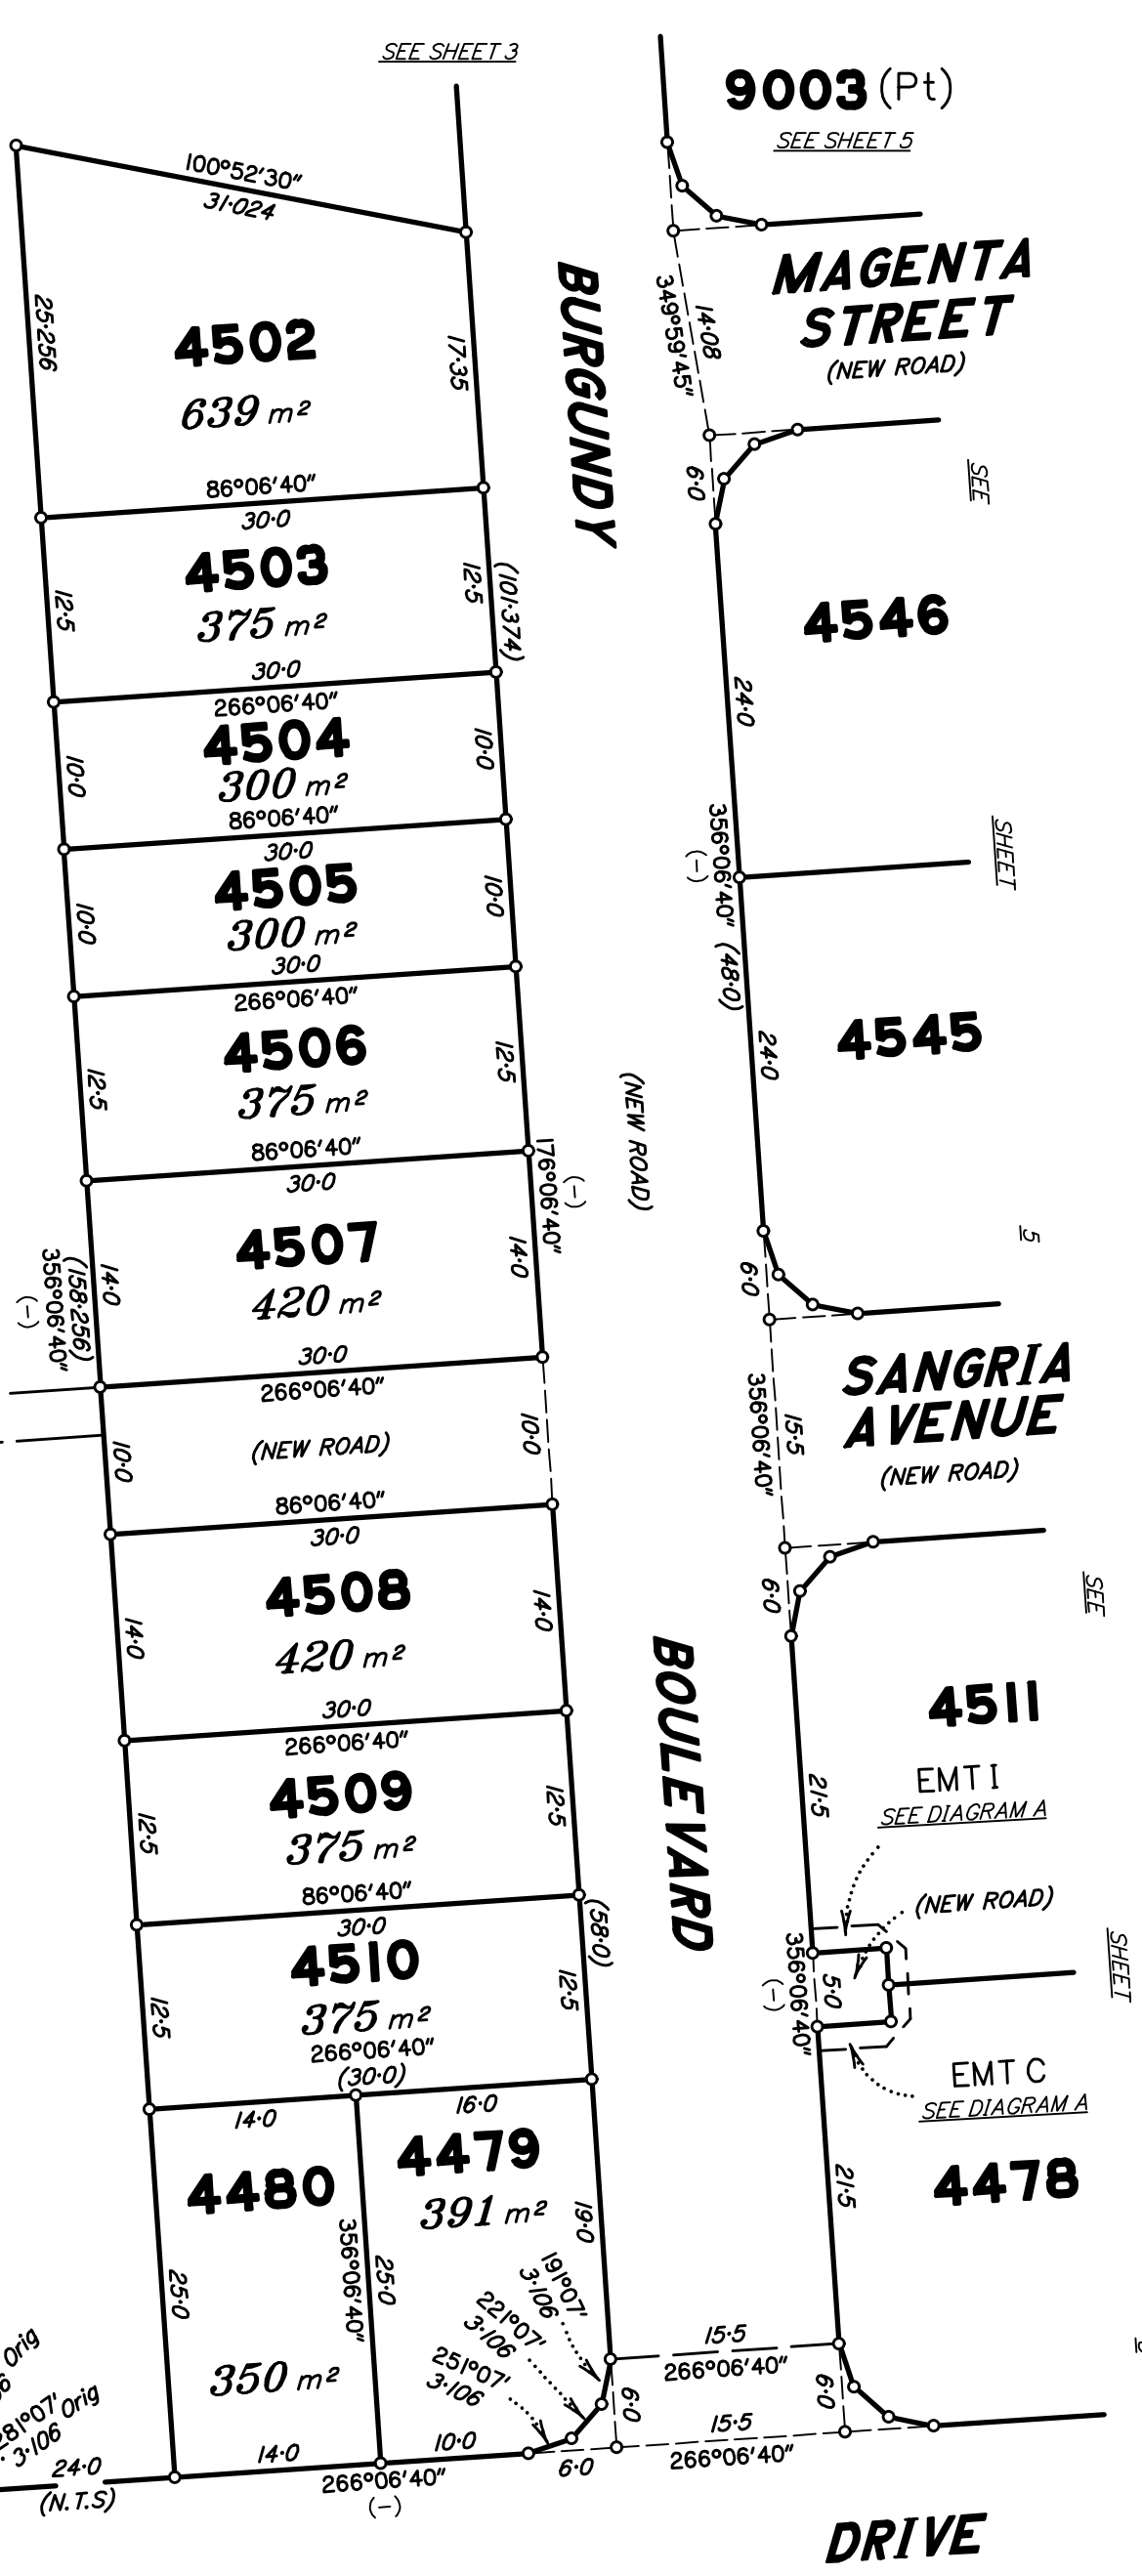 SEE SHEET 3
9003 (Pt)
SEE SHEET 5
100°52'30"
31·024
MAGENTA
STREET
(NEW ROAD)
BURGUNDY
25·256
4502
639 m²
17·35
14·08
349°59'45"
86°06'40"
30·0
6·0
SEE
12·5
4503
375 m²
12·5
(101·374)
4546
30·0
266°06'40"
24·0
10·0
4504
300 m²
10·0
86°06'40"
30·0
356°06'40"
(–)
(48·0)
SHEET
10·0
4505
300 m²
10·0
30·0
266°06'40"
12·5
4506
375 m²
12·5
24·0
4545
(NEW ROAD)
86°06'40"
30·0
176°06'40"
(–)
14·0
4507
420 m²
14·0
(158·256)
356°06'40"
(–)
6·0
5
30·0
266°06'40"
SANGRIA
AVENUE
(NEW ROAD)
10·0
(NEW ROAD)
10·0
15·5
356°06'40"
86°06'40"
30·0
14·0
4508
420 m²
14·0
6·0
SEE
BOULEVARD
4511
30·0
266°06'40"
21·5
EMT I
SEE DIAGRAM A
12·5
4509
375 m²
12·5
(NEW ROAD)
86°06'40"
30·0
(58·0)
12·5
4510
375 m²
12·5
356°06'40"
(–)
5·0
SHEET
266°06'40"
(30·0)
14·0
16·0
EMT C
SEE DIAGRAM A
4480
4479
391 m²
19·0
21·5
4478
25·0
356°06'40"
25·0
350 m²
191°07'
3·106
221°07'
3·106
251°07'
3·106
15·5
266°06'40"
6·0
6·0
Orig
281°07' Orig
3·106
24·0
(N.T.S)
14·0
10·0
6·0
15·5
266°06'40"
266°06'40"
(–)
DRIVE